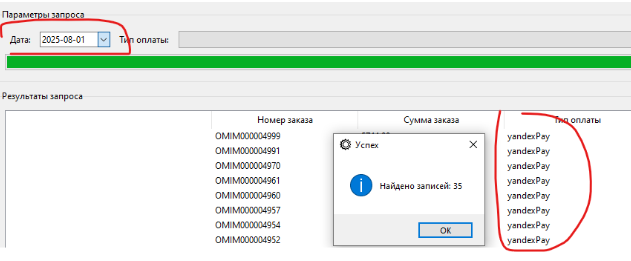 Параметры запроса
Дата: 2025-08-01 Тип оплаты:
Результаты запроса
Номер заказа Сумма заказа Тип оплаты
OMIM000004999 yandexPay
OMIM000004991 yandexPay
OMIM000004970 yandexPay
OMIM000004961 yandexPay
OMIM000004960 yandexPay
OMIM000004957 yandexPay
OMIM000004954 yandexPay
OMIM000004952 yandexPay
Успех
Найдено записей: 35
OK